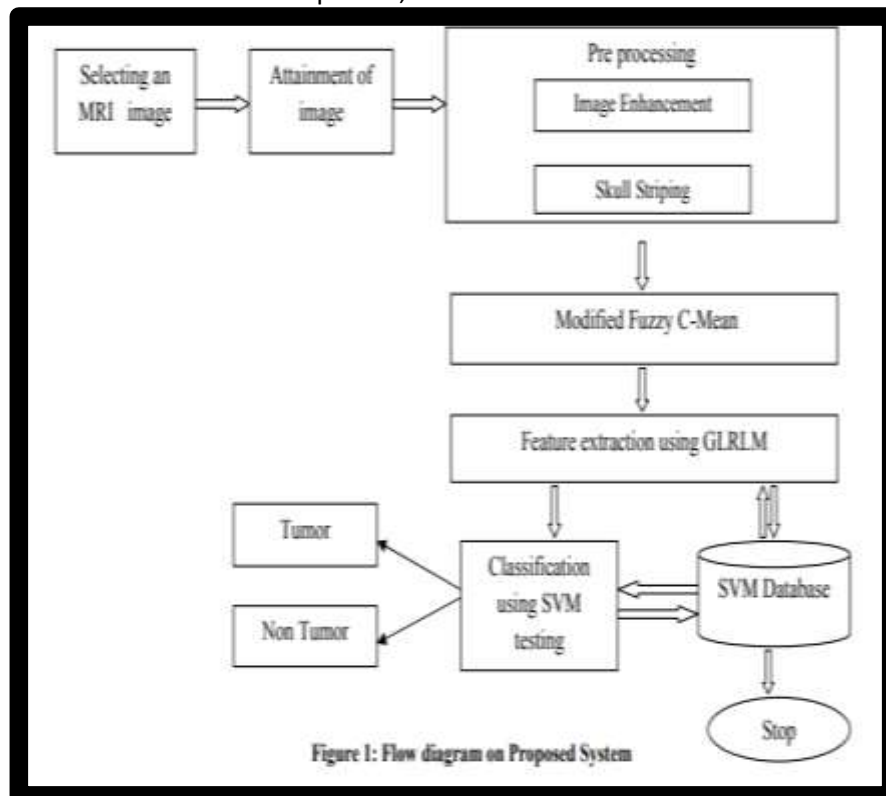 Selecting an
MRI image
Attainment of
image
Pre processing
Image Enhancement
Skull Striping
Modified Fuzzy C-Mean
Feature extraction using GLRLM
Tumor
Non Tumor
Classification
using SVM
testing
SVM Database
Stop
Figure 1: Flow diagram on Proposed System